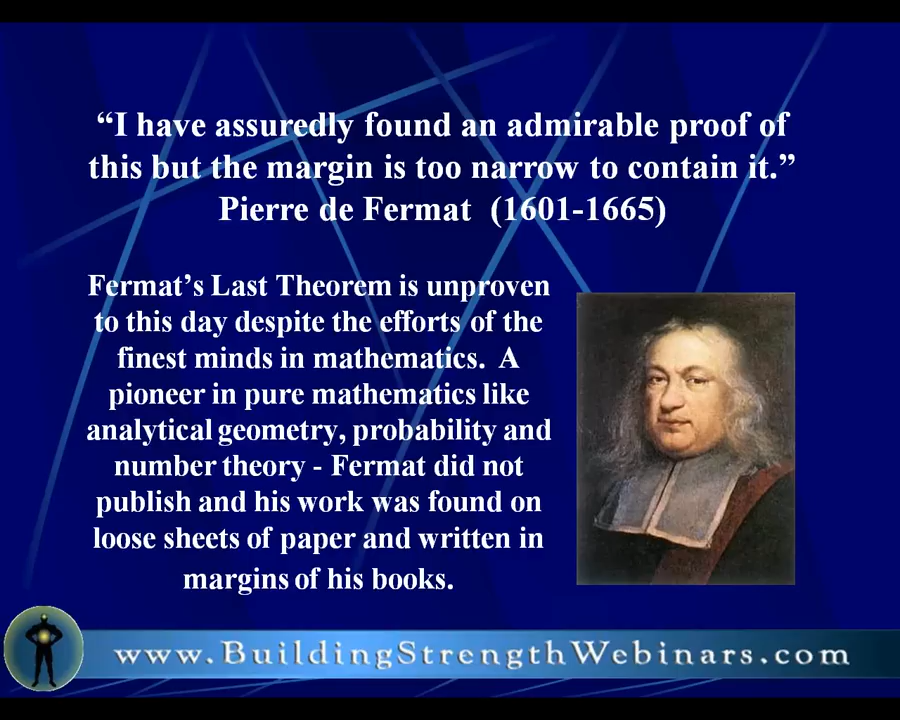 “I have assuredly found an admirable proof of
this but the margin is too narrow to contain it.”
Pierre de Fermat (1601-1665)
Fermat’s Last Theorem is unproven
to this day despite the efforts of the
finest minds in mathematics. A
pioneer in pure mathematics like
analytical geometry, probability and
number theory - Fermat did not
publish and his work was found on
loose sheets of paper and written in
margins of his books.
www.BuildingStrengthWebinars.com